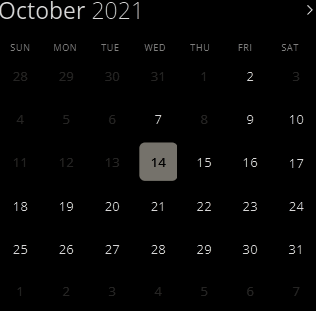 October 2021
SUN MON TUE WED THU FRI SAT
28 29 30 31 1 2 3
4 5 6 7 8 9 10
11 12 13 14 15 16 17
18 19 20 21 22 23 24
25 26 27 28 29 30 31
1 2 3 4 5 6 7